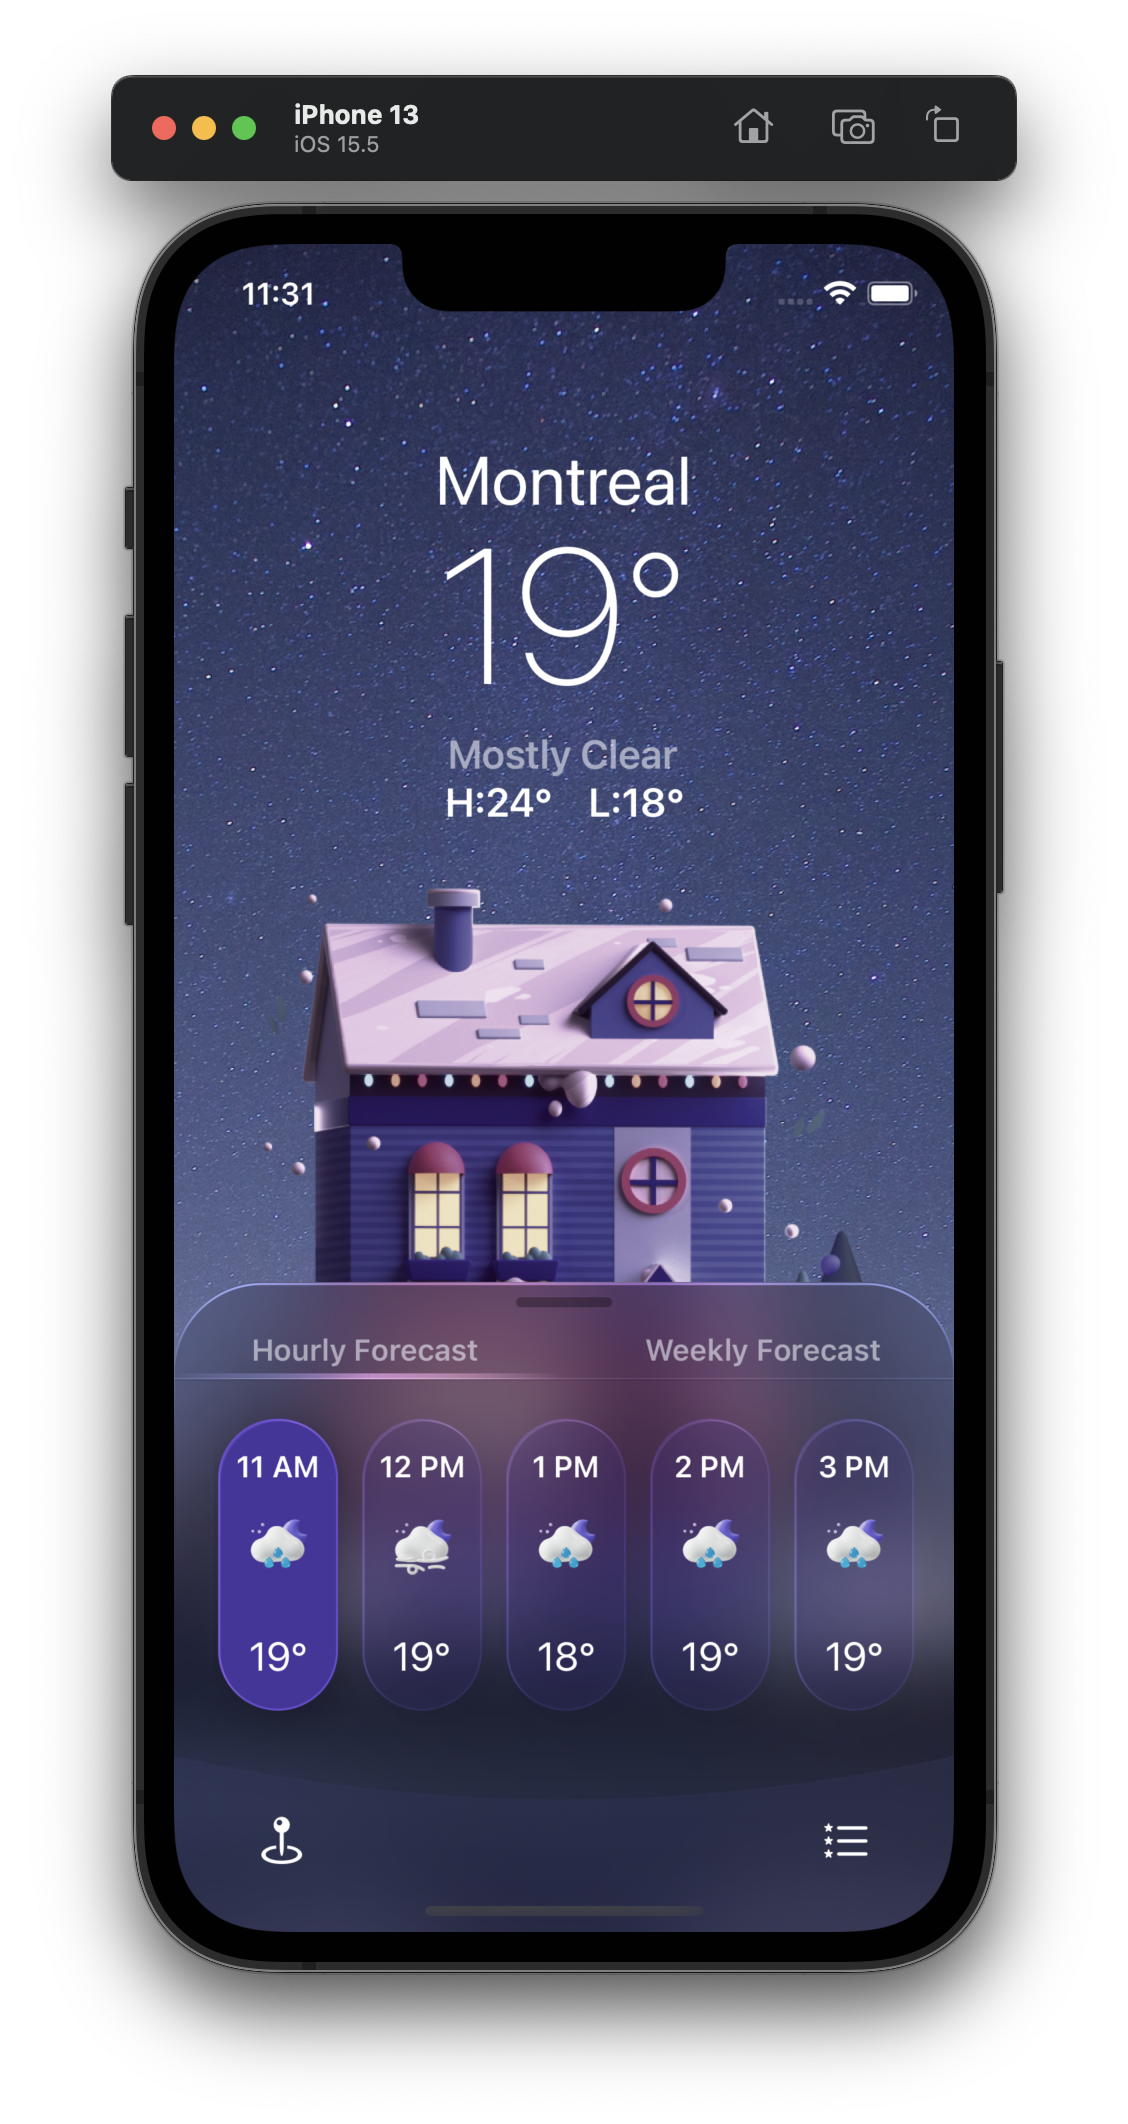 iPhone 13
iOS 15.5
11:31
Montreal
19°
Mostly Clear
H:24° L:18°
Hourly Forecast Weekly Forecast
11 AM 12 PM 1 PM 2 PM 3 PM
19° 19° 18° 19° 19°